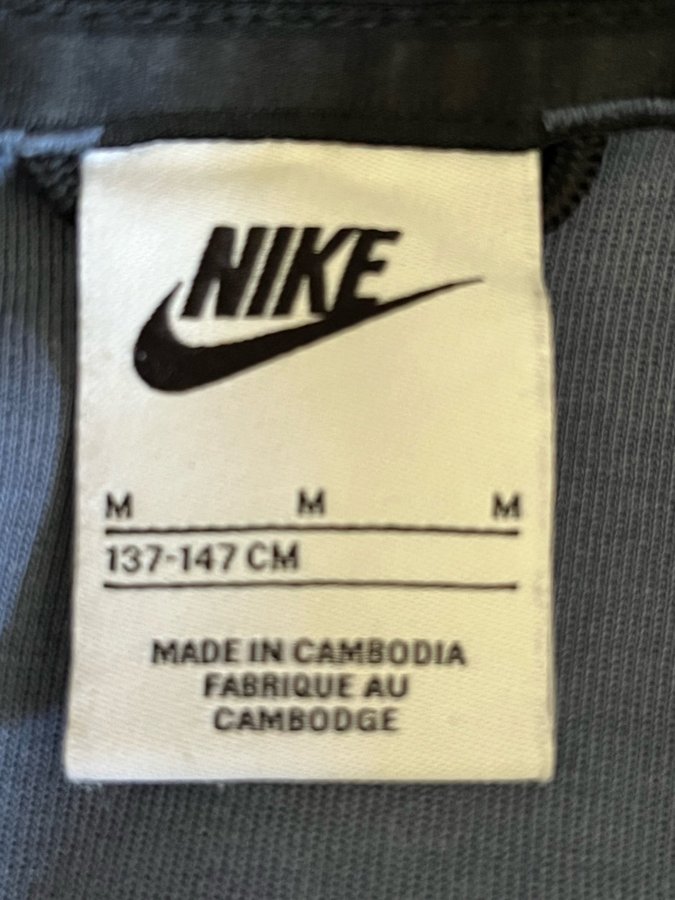 NIKE
M M M
137-147 CM
MADE IN CAMBODIA
FABRIQUE AU
CAMBODGE